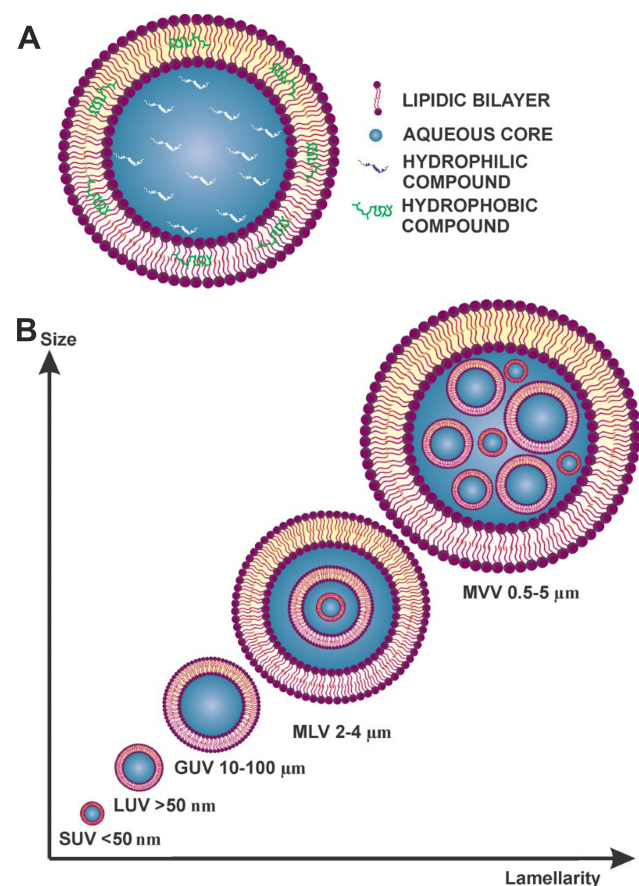 A
LIPIDIC BILAYER
AQUEOUS CORE
HYDROPHILIC
COMPOUND
HYDROPHOBIC
COMPOUND
B
Size
MVV 0.5-5 μm
MLV 2-4 μm
GUV 10-100 μm
LUV >50 nm
SUV <50 nm
Lamellarity